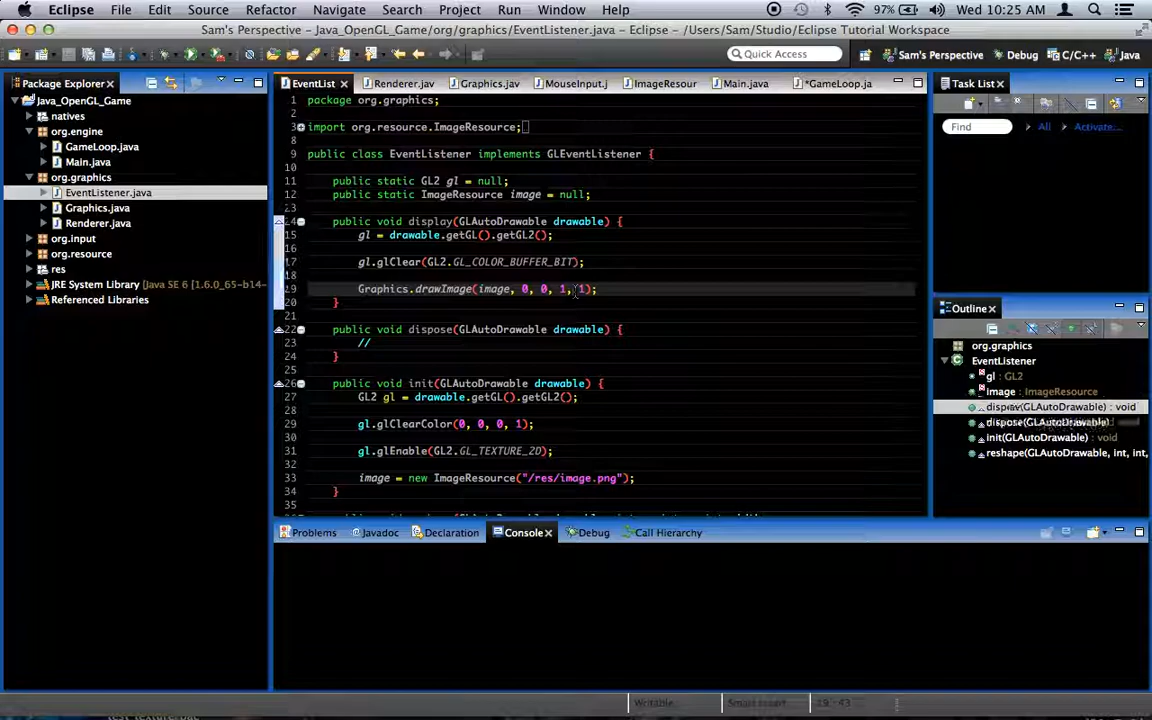 Eclipse File Edit Source Refactor Navigate Search Project Run Window Help 97% Wed 10:25 AM
Sam's Perspective – Java_OpenGL_Game/org/graphics/EventListener.java – Eclipse – /Users/Sam/Studio/Eclipse Tutorial Workspace
Quick Access Sam's Perspective Debug C/C++ Java
Package Explorer EventList Renderer.jav Graphics.jav MouseInput.j ImageResour Main.java *GameLoop.ja Task List
Java_OpenGL_Game
natives
org.engine
GameLoop.java
Main.java
org.graphics
EventListener.java
Graphics.java
Renderer.java
org.input
org.resource
res
JRE System Library [Java SE 6 (1.6.0_65-b14-
Referenced Libraries
1 package org.graphics;
2
3 import org.resource.ImageResource;
8
9 public class EventListener implements GLEventListener {
10
11 public static GL2 gl = null;
12 public static ImageResource image = null;
13
14 public void display(GLAutoDrawable drawable) {
15 gl = drawable.getGL().getGL2();
16
17 gl.glClear(GL2.GL_COLOR_BUFFER_BIT);
18
19 Graphics.drawImage(image, 0, 0, 1, 1);
20 }
21
22 public void dispose(GLAutoDrawable drawable) {
23 //
24 }
25
26 public void init(GLAutoDrawable drawable) {
27 GL2 gl = drawable.getGL().getGL2();
28
29 gl.glClearColor(0, 0, 0, 1);
30
31 gl.glEnable(GL2.GL_TEXTURE_2D);
32
33 image = new ImageResource("/res/image.png");
34 }
35
Find All Activate...
Outline
org.graphics
EventListener
gl : GL2
image : ImageResource
display(GLAutoDrawable) : void
dispose(GLAutoDrawable) : void
init(GLAutoDrawable) : void
reshape(GLAutoDrawable, int, int, int,
Problems Javadoc Declaration Console Debug Call Hierarchy
Writable Smart Insert 19 : 43